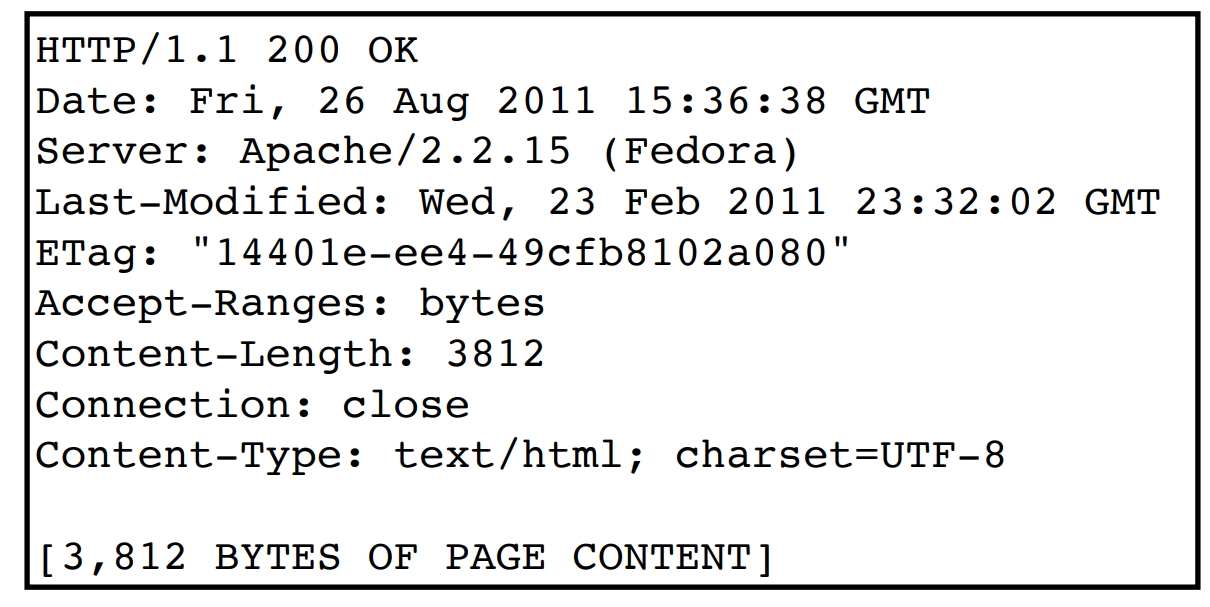 HTTP/1.1 200 OK
Date: Fri, 26 Aug 2011 15:36:38 GMT
Server: Apache/2.2.15 (Fedora)
Last-Modified: Wed, 23 Feb 2011 23:32:02 GMT
ETag: "14401e-ee4-49cfb8102a080"
Accept-Ranges: bytes
Content-Length: 3812
Connection: close
Content-Type: text/html; charset=UTF-8
[3,812 BYTES OF PAGE CONTENT]